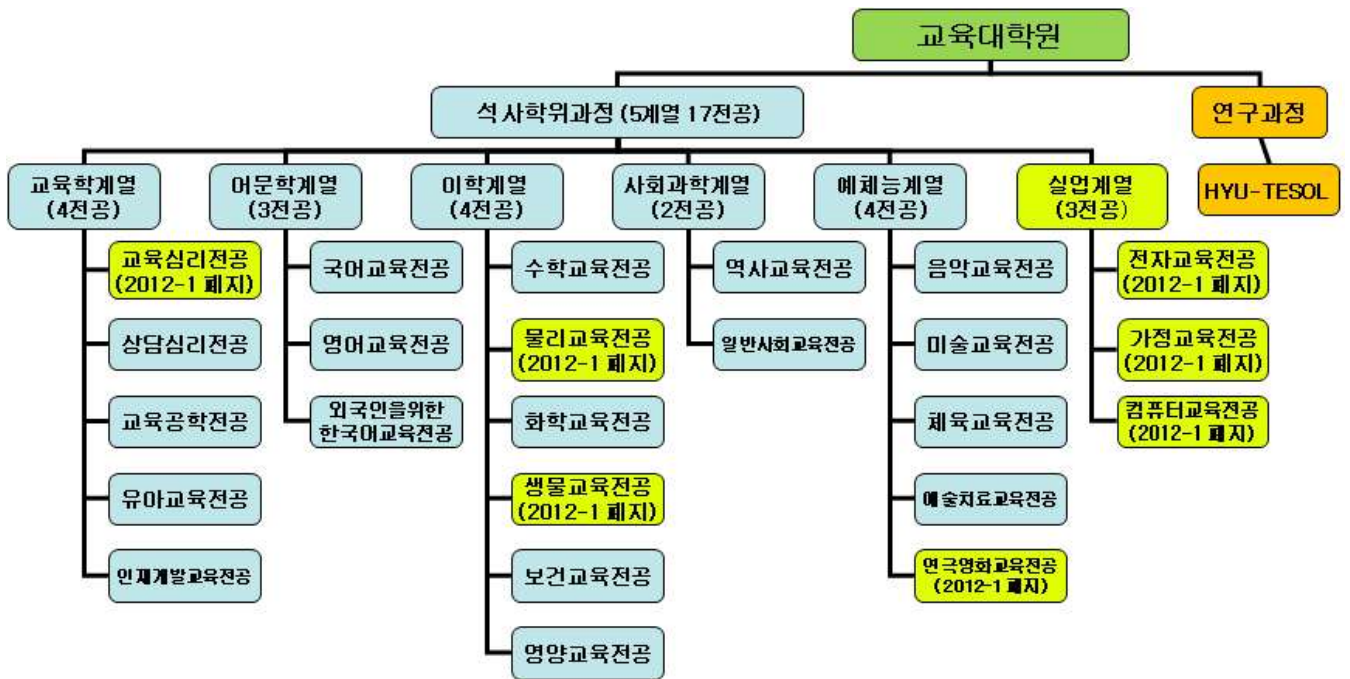 교육대학원
석사학위과정 (5계열 17전공)
연구과정
HYU-TESOL
교육학계열
(4전공)
교육심리전공
(2012-1 폐지)
상담심리전공
교육공학전공
유아교육전공
인재개발교육전공
어문학계열
(3전공)
국어교육전공
영어교육전공
외국인을위한
한국어교육전공
이학계열
(4전공)
수학교육전공
물리교육전공
(2012-1 폐지)
화학교육전공
생물교육전공
(2012-1 폐지)
보건교육전공
영양교육전공
사회과학계열
(2전공)
역사교육전공
일반사회교육전공
예체능계열
(4전공)
음악교육전공
미술교육전공
체육교육전공
예술치료교육전공
연극영화교육전공
(2012-1 폐지)
실업계열
(3전공)
전자교육전공
(2012-1 폐지)
가정교육전공
(2012-1 폐지)
컴퓨터교육전공
(2012-1 폐지)